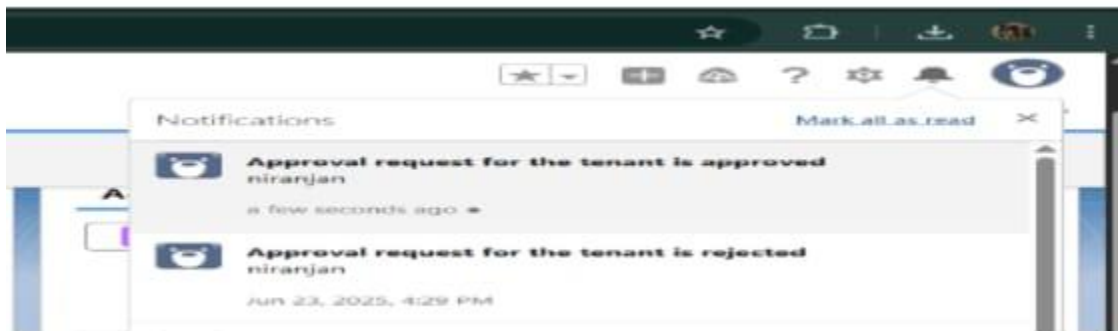 Notifications
Mark all as read
Approval request for the tenant is approved
niranjan
a few seconds ago
A
Approval request for the tenant is rejected
niranjan
Jun 23, 2025, 4:29 PM